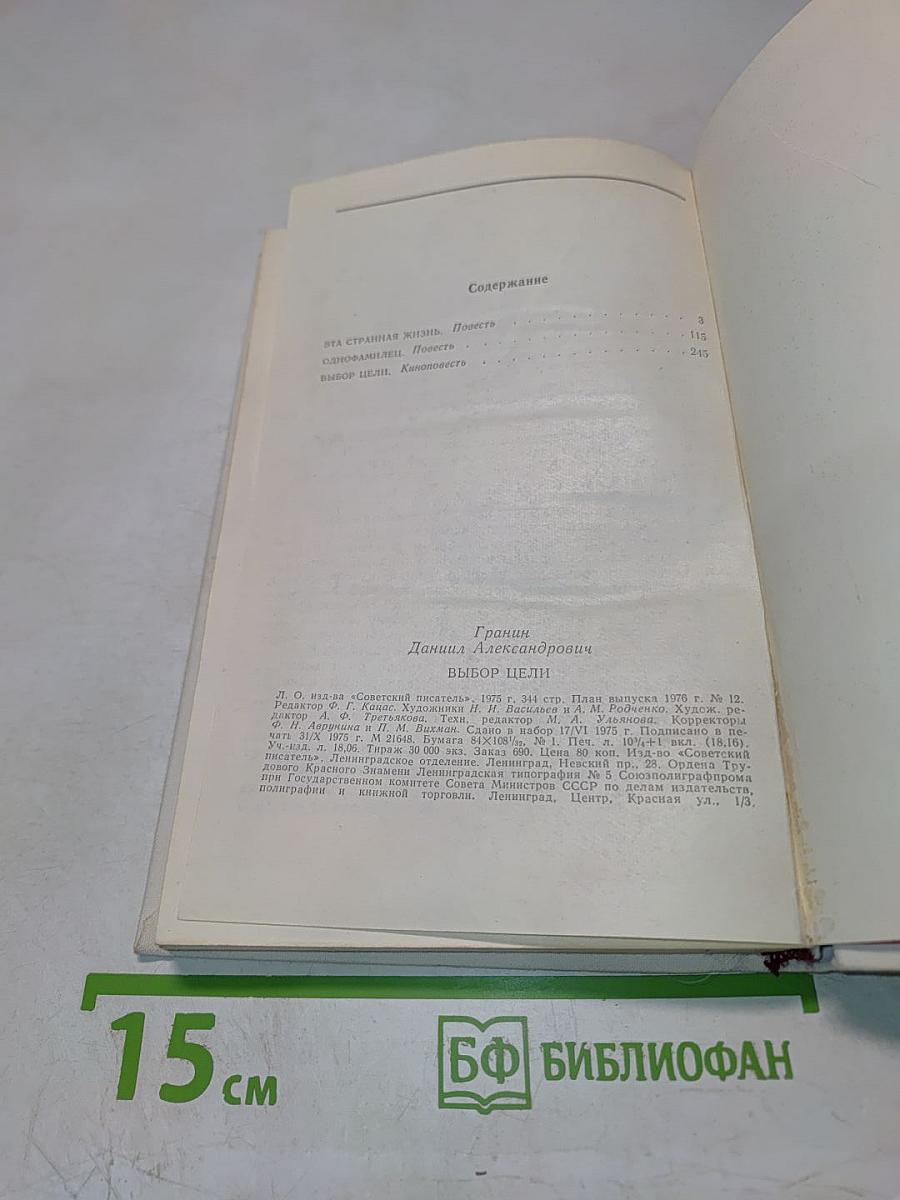 Содержание
ЭТА СТРАННАЯ ЖИЗНЬ. Повесть . . . . . . . . . . . 3
ОДНОФАМИЛЕЦ. Повесть . . . . . . . . . . . . . 115
ВЫБОР ЦЕЛИ. Киноповесть . . . . . . . . . . . . 245
Гранин
Даниил Александрович
ВЫБОР ЦЕЛИ
Л. О. изд-ва «Советский писатель». 1975 г. 344 стр. План выпуска 1976 г. № 12.
Редактор Ф. Г. Кацас. Художники Н. И. Васильев и А. М. Родченко. Худож. ре-
дактор А. Ф. Третьякова. Техн. редактор М. А. Ульянова. Корректоры
Ф. Н. Аврунина и П. М. Вихман. Сдано в набор 17/VI 1975 г. Подписано в пе-
чать 31/X 1975 г. М 21648. Бумага 84×108¹/₃₂, № 1. Печ. л. 10³/₄+1 вкл. (18,16).
Уч.-изд. л. 18,06. Тираж 30 000 экз. Заказ 690. Цена 80 коп. Изд-во «Советский
писатель». Ленинградское отделение. Ленинград, Невский пр., 28. Ордена Тру-
дового Красного Знамени Ленинградская типография № 5 Союзполиграфпрома
при Государственном комитете Совета Министров СССР по делам издательств,
полиграфии и книжной торговли. Ленинград, Центр, Красная ул., 1/3.
15 см
БФ БИБЛИОФАН